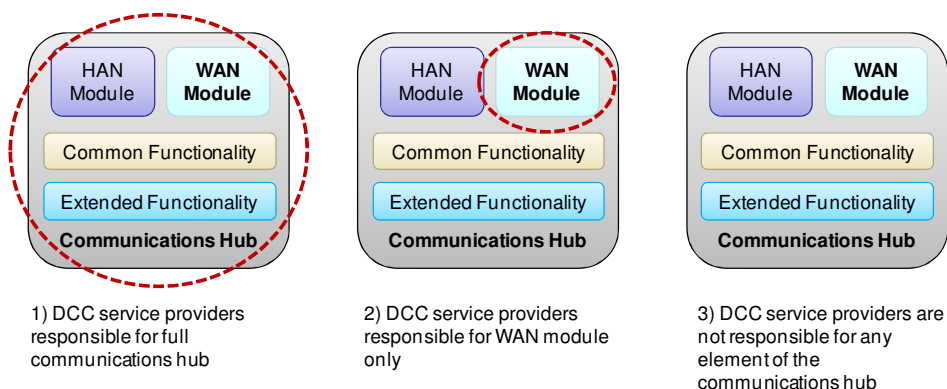 HAN
Module
WAN
Module
Common Functionality
Extended Functionality
Communications Hub
1) DCC service providers
responsible for full
communications hub
HAN
Module
WAN
Module
Common Functionality
Extended Functionality
Communications Hub
2) DCC service providers
responsible for WAN module
only
HAN
Module
WAN
Module
Common Functionality
Extended Functionality
Communications Hub
3) DCC service providers are
not responsible for any
element of the
communications hub